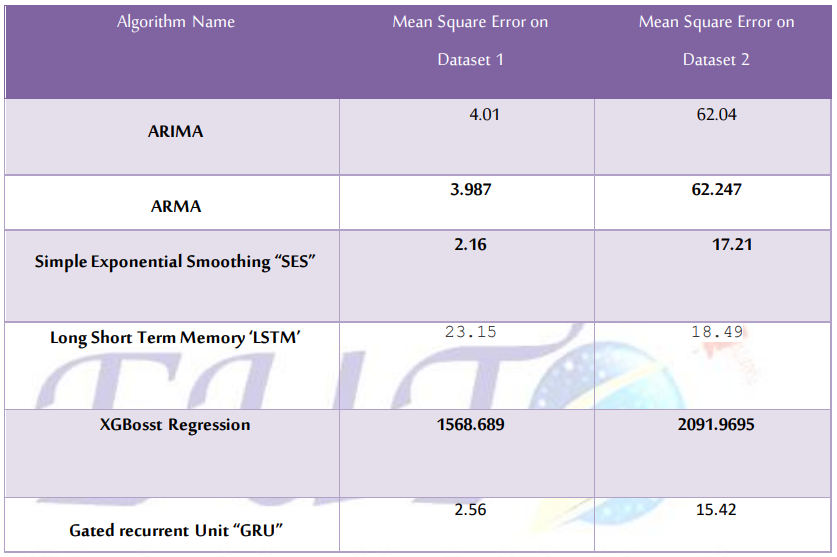 Algorithm Name
Mean Square Error on
Dataset 1
Mean Square Error on
Dataset 2
ARIMA
4.01
62.04
ARMA
3.987
62.247
Simple Exponential Smoothing “SES”
2.16
17.21
Long Short Term Memory ‘LSTM’
23.15
18.49
XGBosst Regression
1568.689
2091.9695
Gated recurrent Unit “GRU”
2.56
15.42